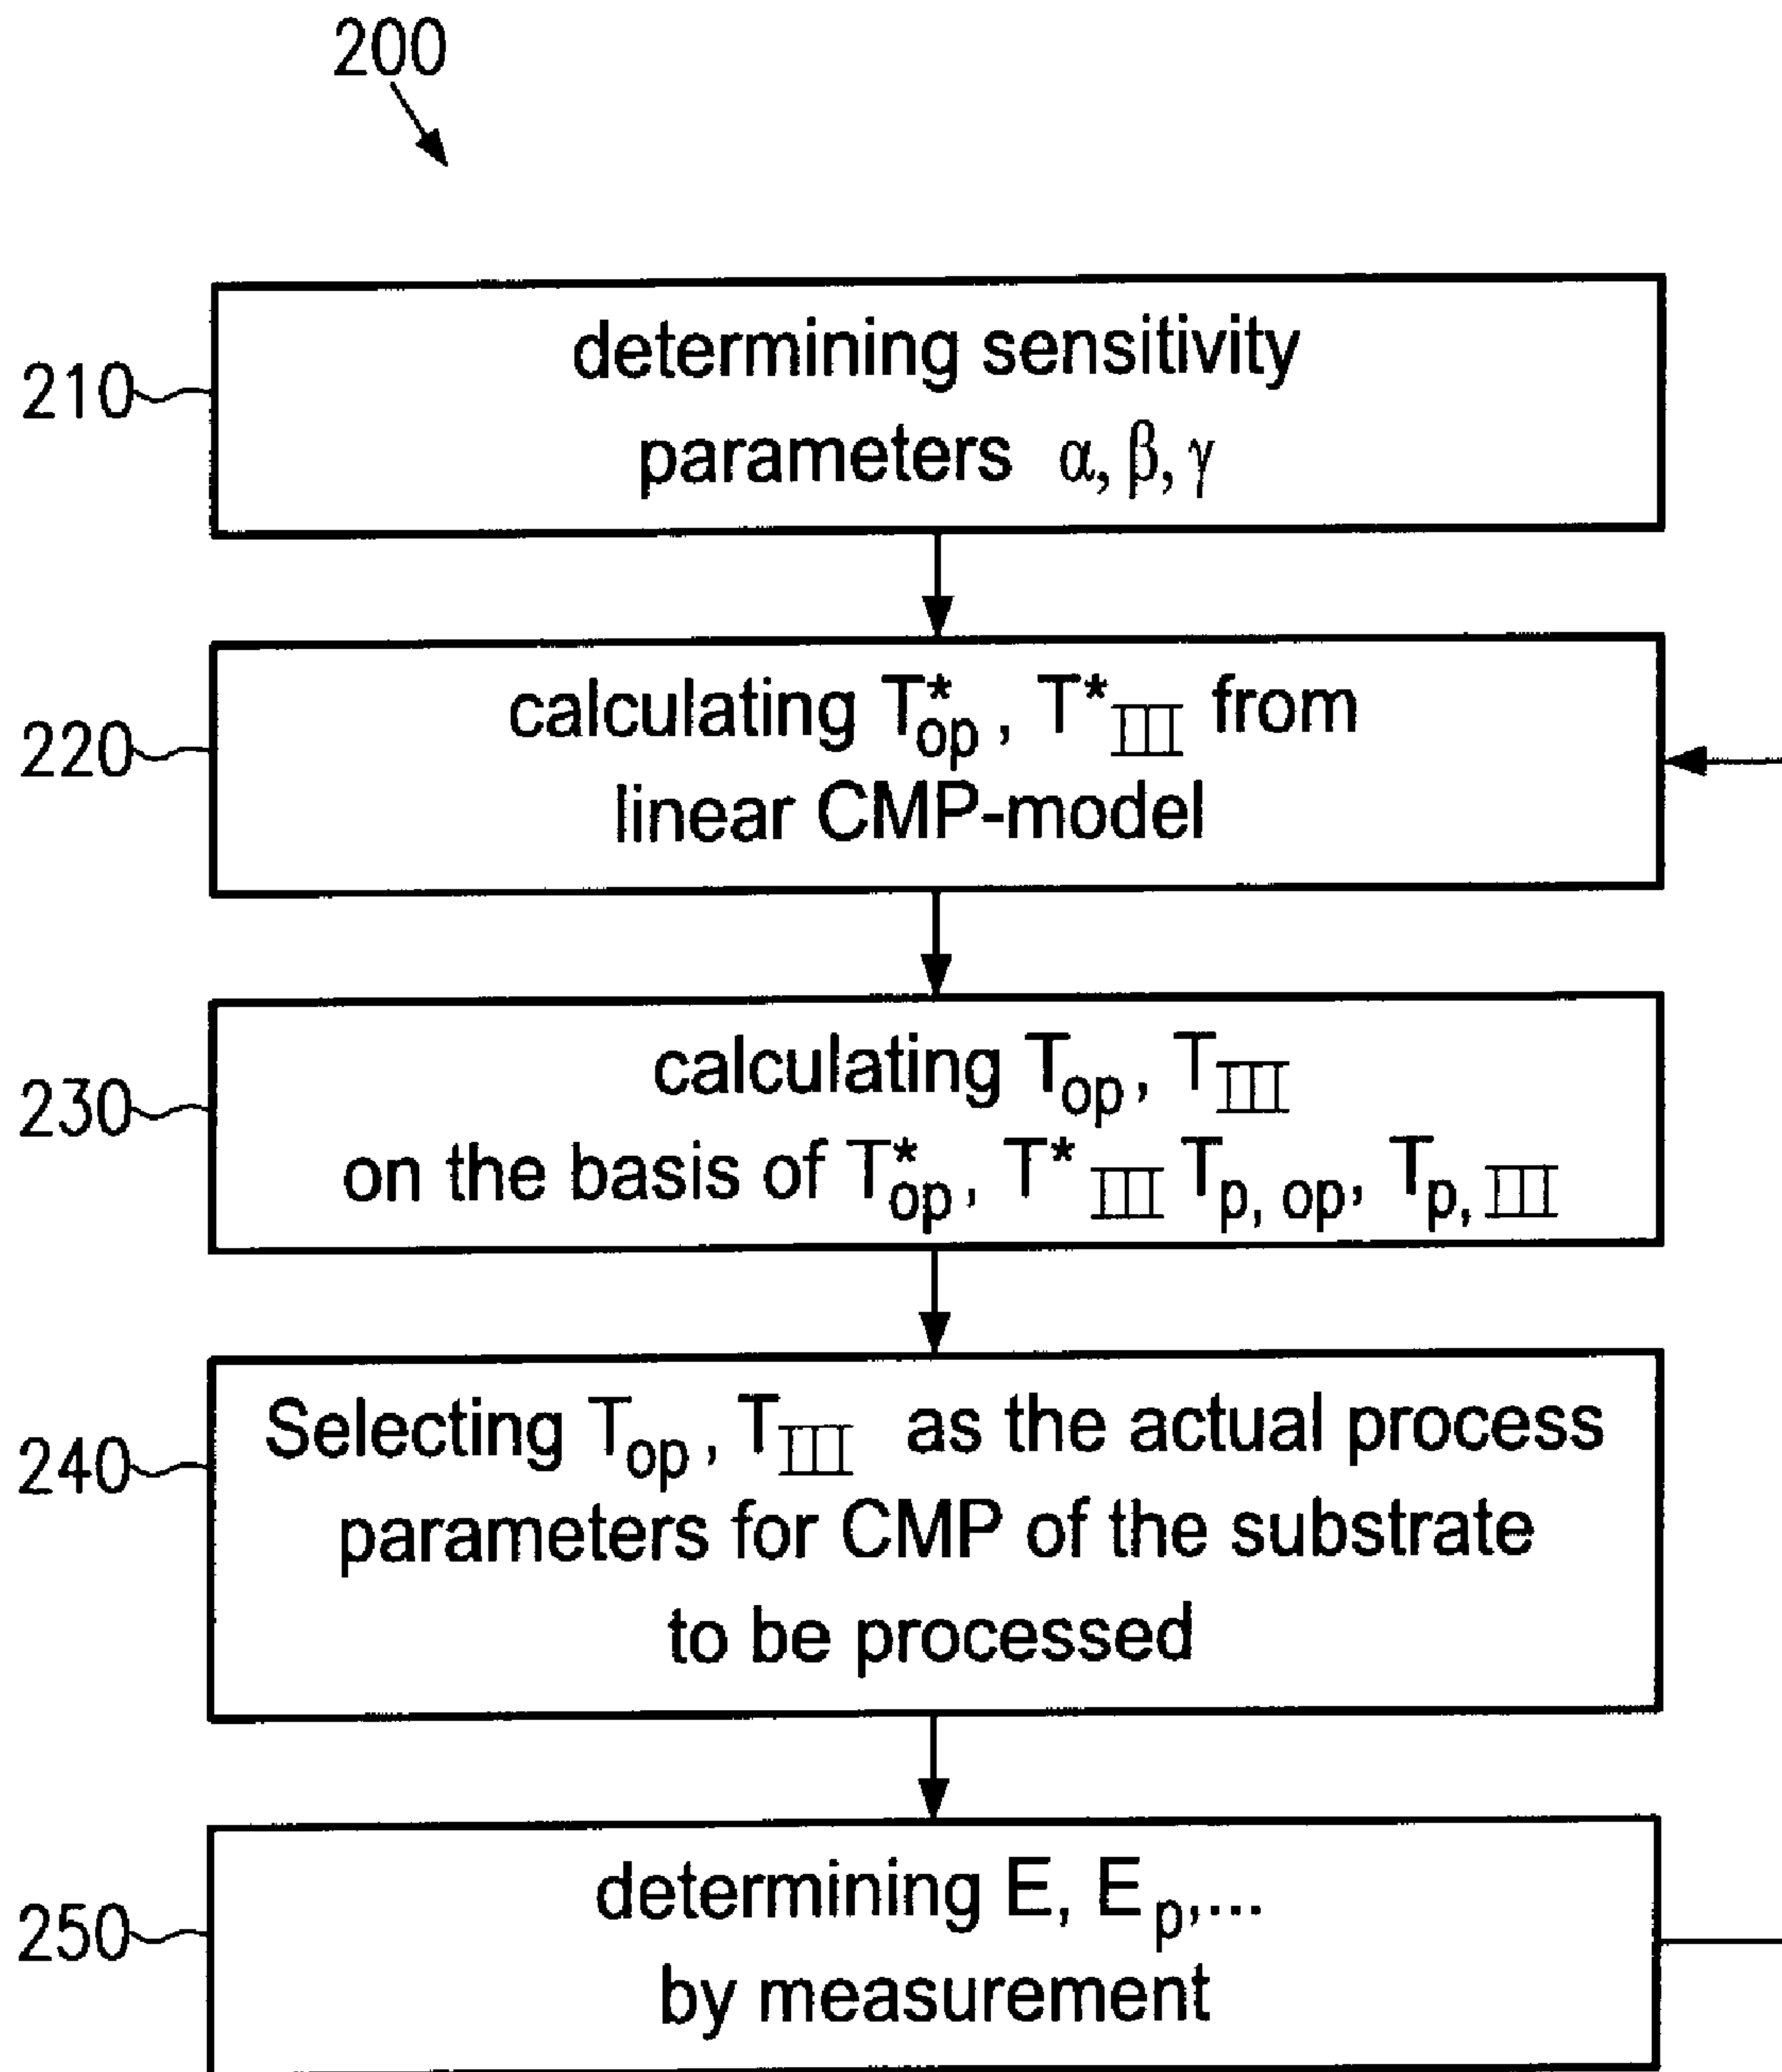 200
210
determining sensitivity
parameters α, β, γ
220
calculating T*op, T*III from
linear CMP-model
230
calculating Top, TIII
on the basis of T*op, T*III Tp, op, Tp, III
240
Selecting Top, TIII as the actual process
parameters for CMP of the substrate
to be processed
250
determining E, Ep,...
by measurement